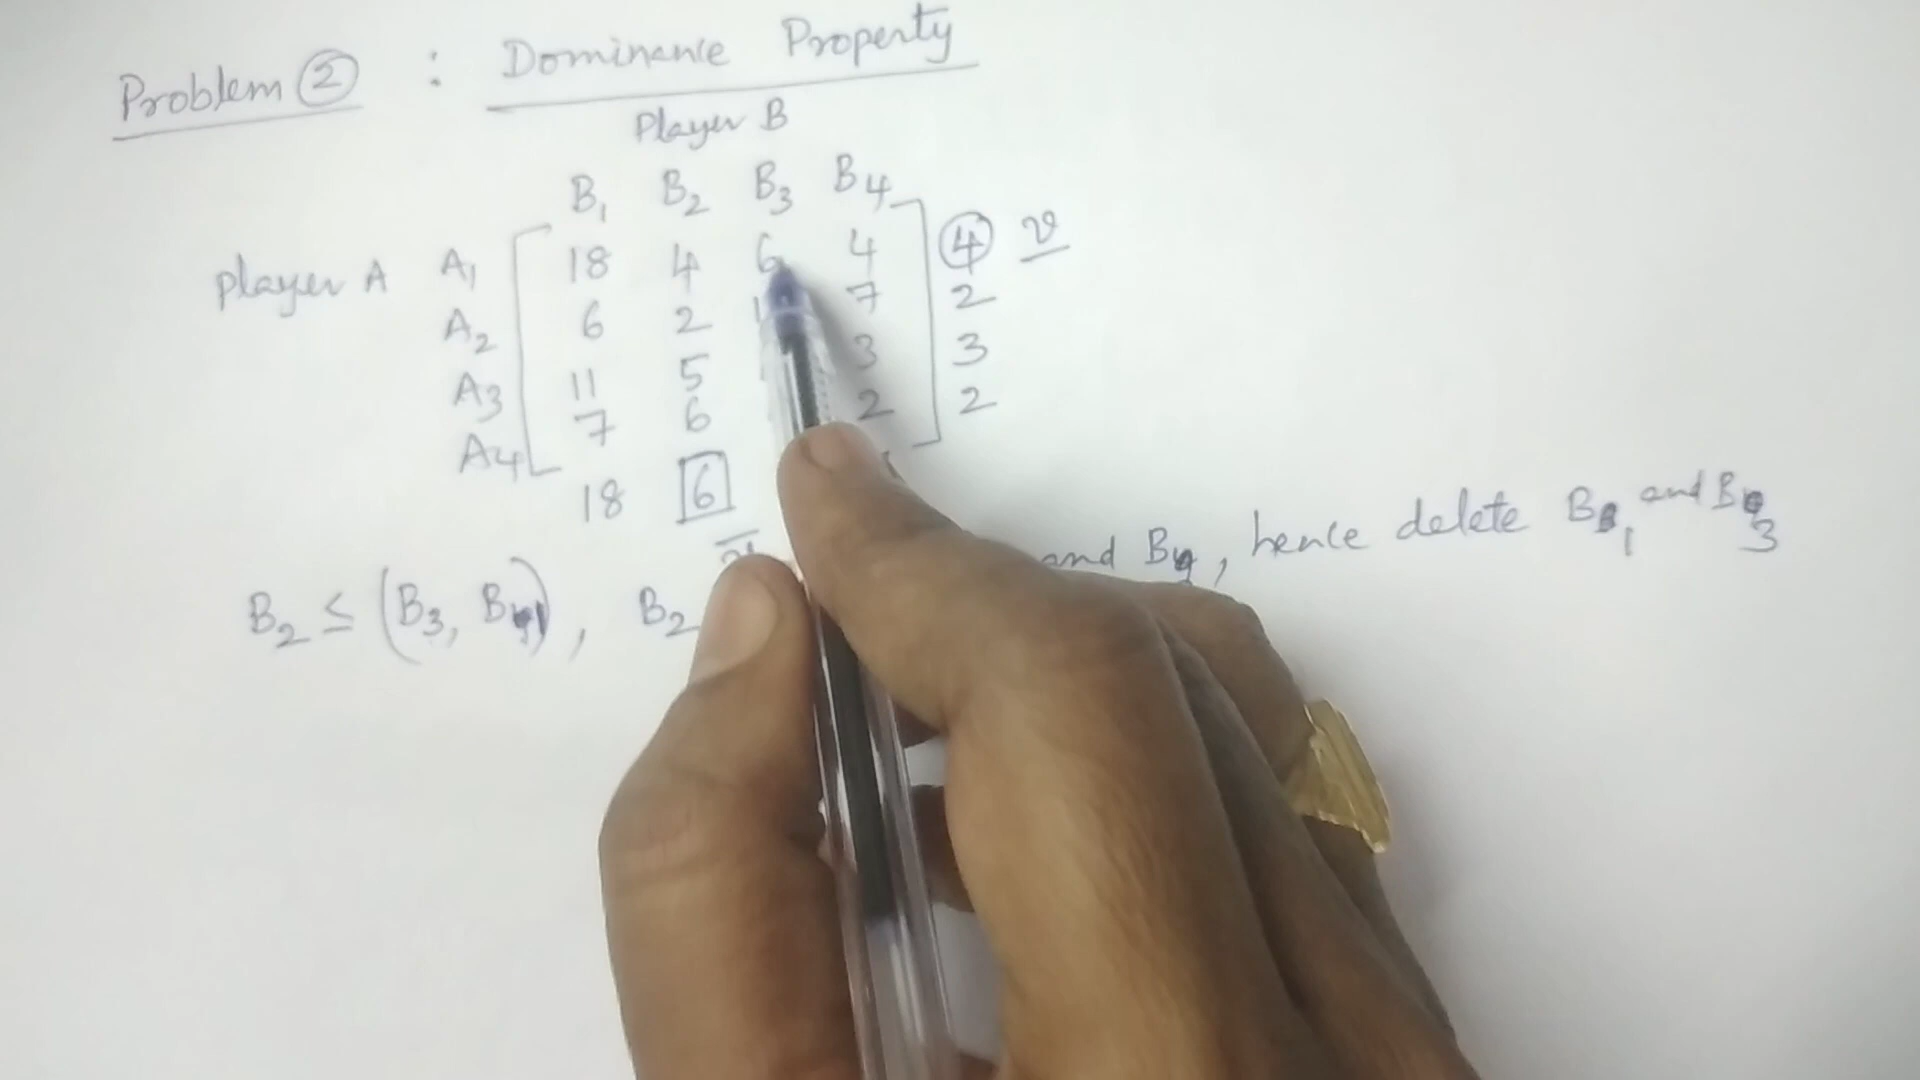 Problem ② : Dominance Property
Player B
B1 B2 B3 B4
Player A A1 18 4 6 4 ④ v
A2 6 2 7 2
A3 11 5 3 3
A4 7 6 2 2
18 6
B2 ≤ (B3, B1), B2 and B, hence delete B1 and B3